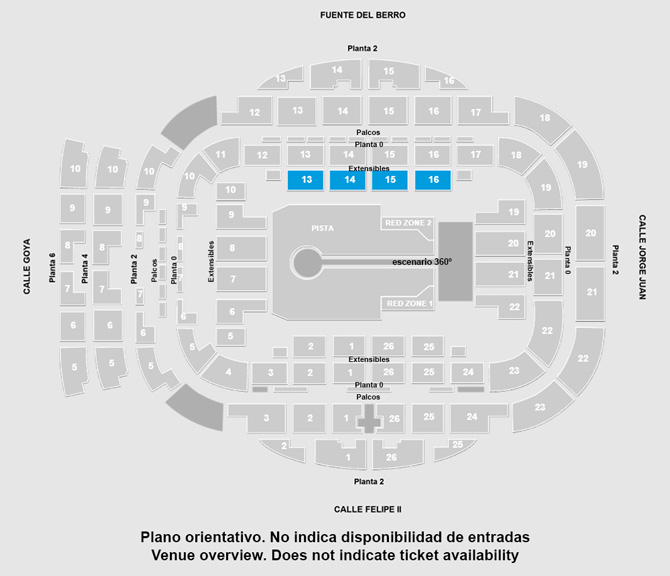 FUENTE DEL BERRO
Planta 2
13 14 15 16
12 13 14 15 16 17 18
Palcos
Planta 0
11 12 13 14 15 16 17 18 19
Extensibles
13 14 15 16
10 10 10 10 10
9 9 9 9 19 19
8 8 8 8 8 20 20 20
7 7 7 7 21 21 21
6 6 6 6 6 22 22 22
5 5 5 5 5
PISTA
RED ZONE 2
escenario 360º
RED ZONE 1
CALLE GOYA
Planta 6
Planta 4
Planta 2
Palcos
Planta 0
Extensibles
Extensibles
Planta 0
Planta 2
CALLE JORGE JUAN
2 1 26 25
Extensibles
4 3 2 1 26 25 24 23
Planta 0
Palcos
3 2 1 26 25 24 23
2 1 26 25
Planta 2
CALLE FELIPE II
Plano orientativo. No indica disponibilidad de entradas
Venue overview. Does not indicate ticket availability